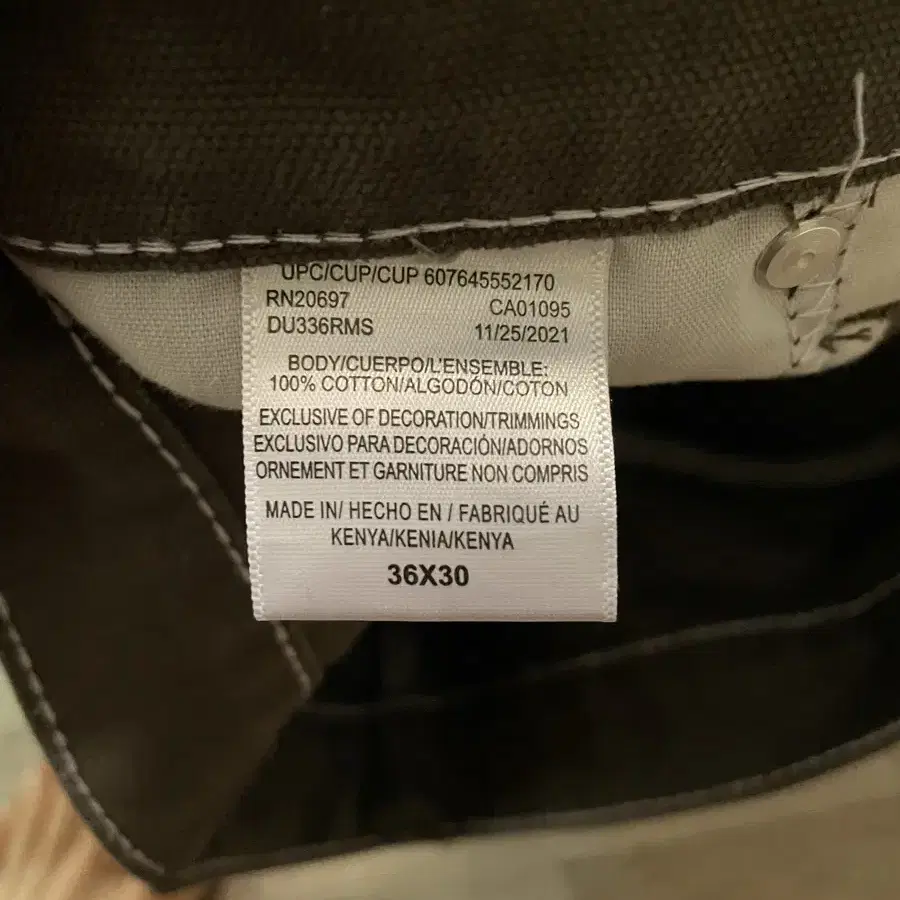 UPC/CUP/CUP 607645552170
RN20697 CA01095
DU336RMS 11/25/2021
BODY/CUERPO/L'ENSEMBLE:
100% COTTON/ALGODÓN/COTON
EXCLUSIVE OF DECORATION/TRIMMINGS
EXCLUSIVO PARA DECORACIÓN/ADORNOS
ORNEMENT ET GARNITURE NON COMPRIS
MADE IN/ HECHO EN / FABRIQUÉ AU
KENYA/KENIA/KENYA
36X30